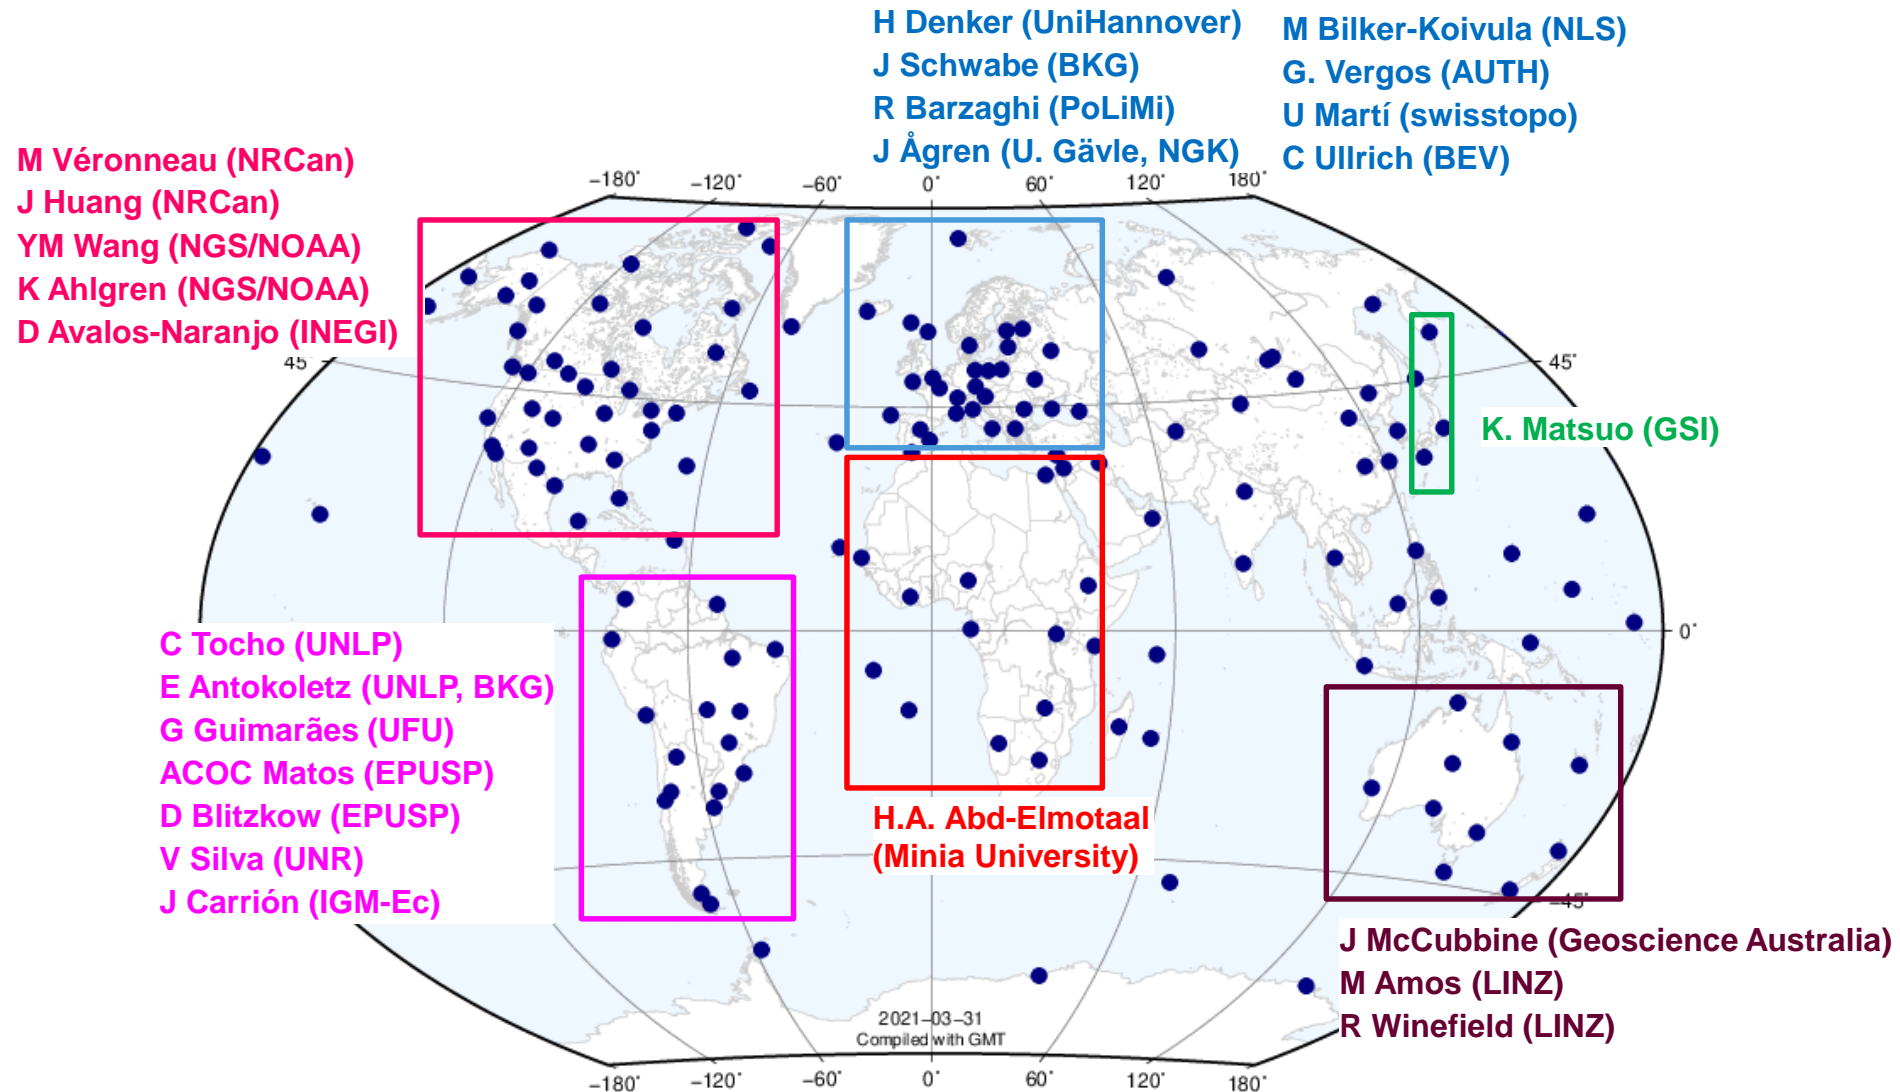 H Denker (UniHannover)
J Schwabe (BKG)
R Barzaghi (PoLiMi)
J Ågren (U. Gävle, NGK)
M Bilker-Koivula (NLS)
G. Vergos (AUTH)
U Martí (swisstopo)
C Ullrich (BEV)
M Véronneau (NRCan)
J Huang (NRCan)
YM Wang (NGS/NOAA)
K Ahlgren (NGS/NOAA)
D Avalos-Naranjo (INEGI)
−180˚ −120˚ −60˚ 0˚ 60˚ 120˚ 180˚
45˚ 45˚
K. Matsuo (GSI)
0˚
C Tocho (UNLP)
E Antokoletz (UNLP, BKG)
G Guimarães (UFU)
ACOC Matos (EPUSP)
D Blitzkow (EPUSP)
V Silva (UNR)
J Carrión (IGM-Ec)
H.A. Abd-Elmotaal
(Minia University)
−45˚
J McCubbine (Geoscience Australia)
M Amos (LINZ)
R Winefield (LINZ)
2021−03−31
Compiled with GMT
−180˚ −120˚ −60˚ 0˚ 60˚ 120˚ 180˚